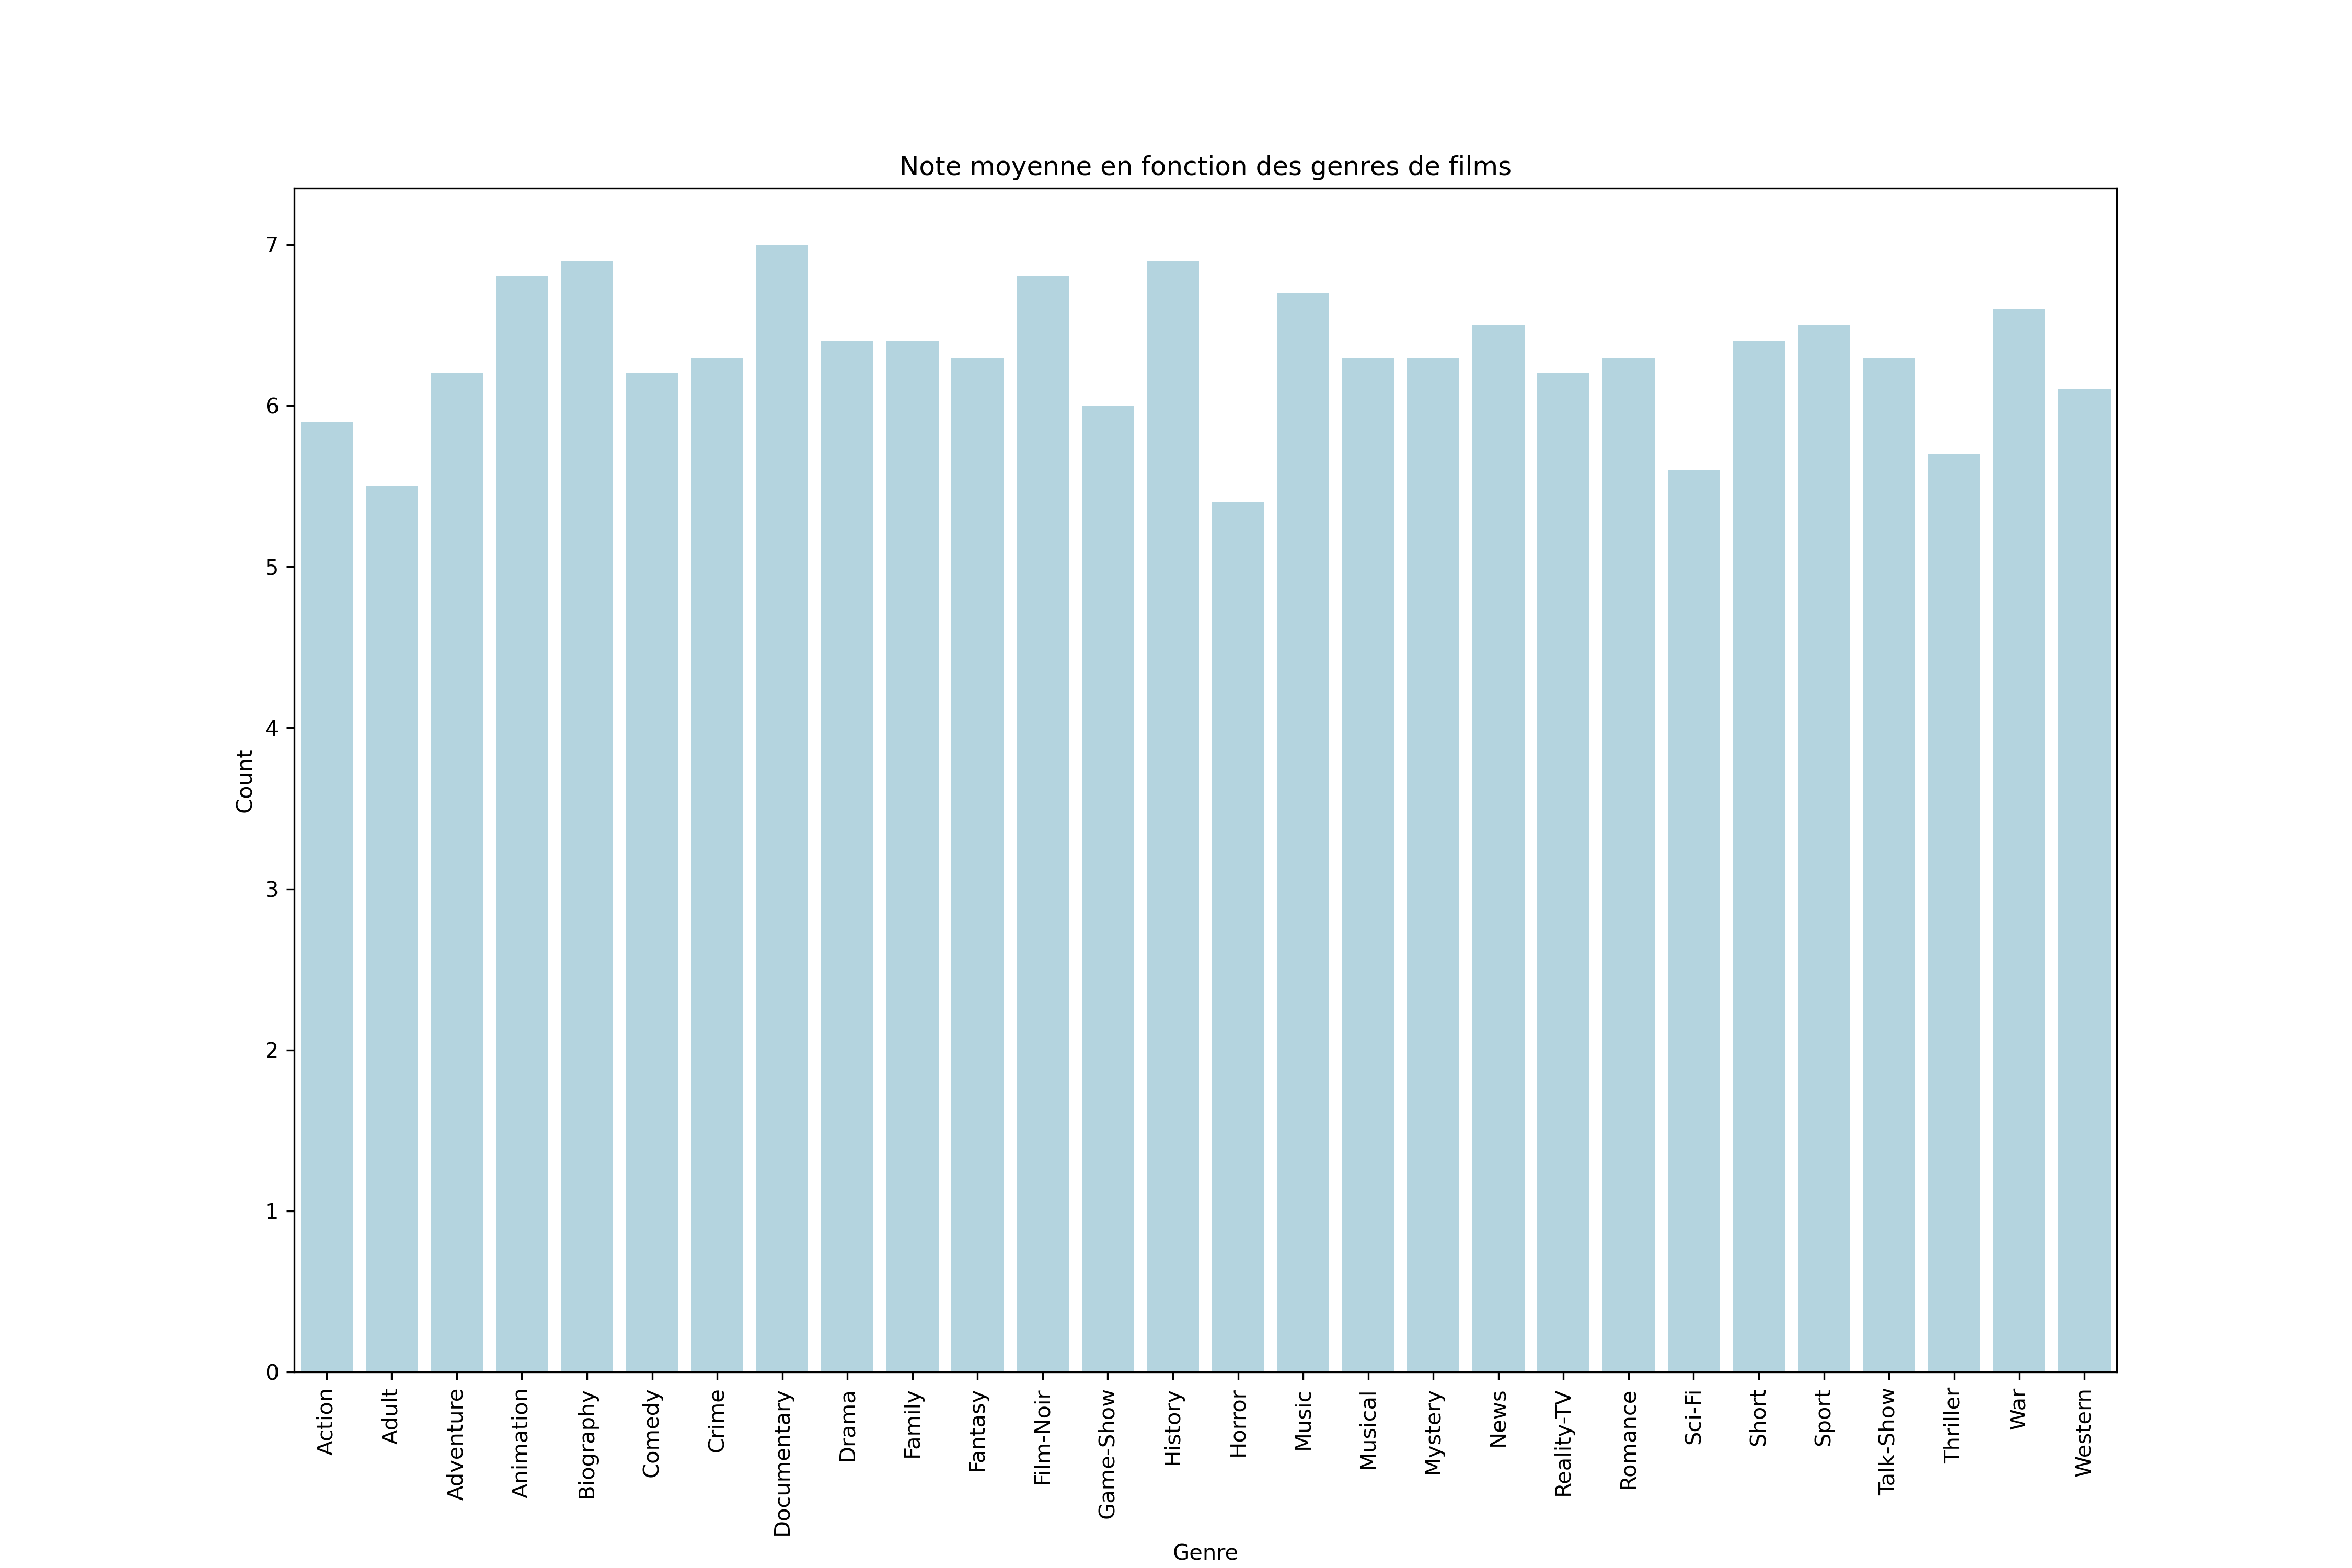 Note moyenne en fonction des genres de films
7
6
5
4
3
2
1
0
Count
Action
Adult
Adventure
Animation
Biography
Comedy
Crime
Documentary
Drama
Family
Fantasy
Film-Noir
Game-Show
History
Horror
Music
Musical
Mystery
News
Reality-TV
Romance
Sci-Fi
Short
Sport
Talk-Show
Thriller
War
Western
Genre